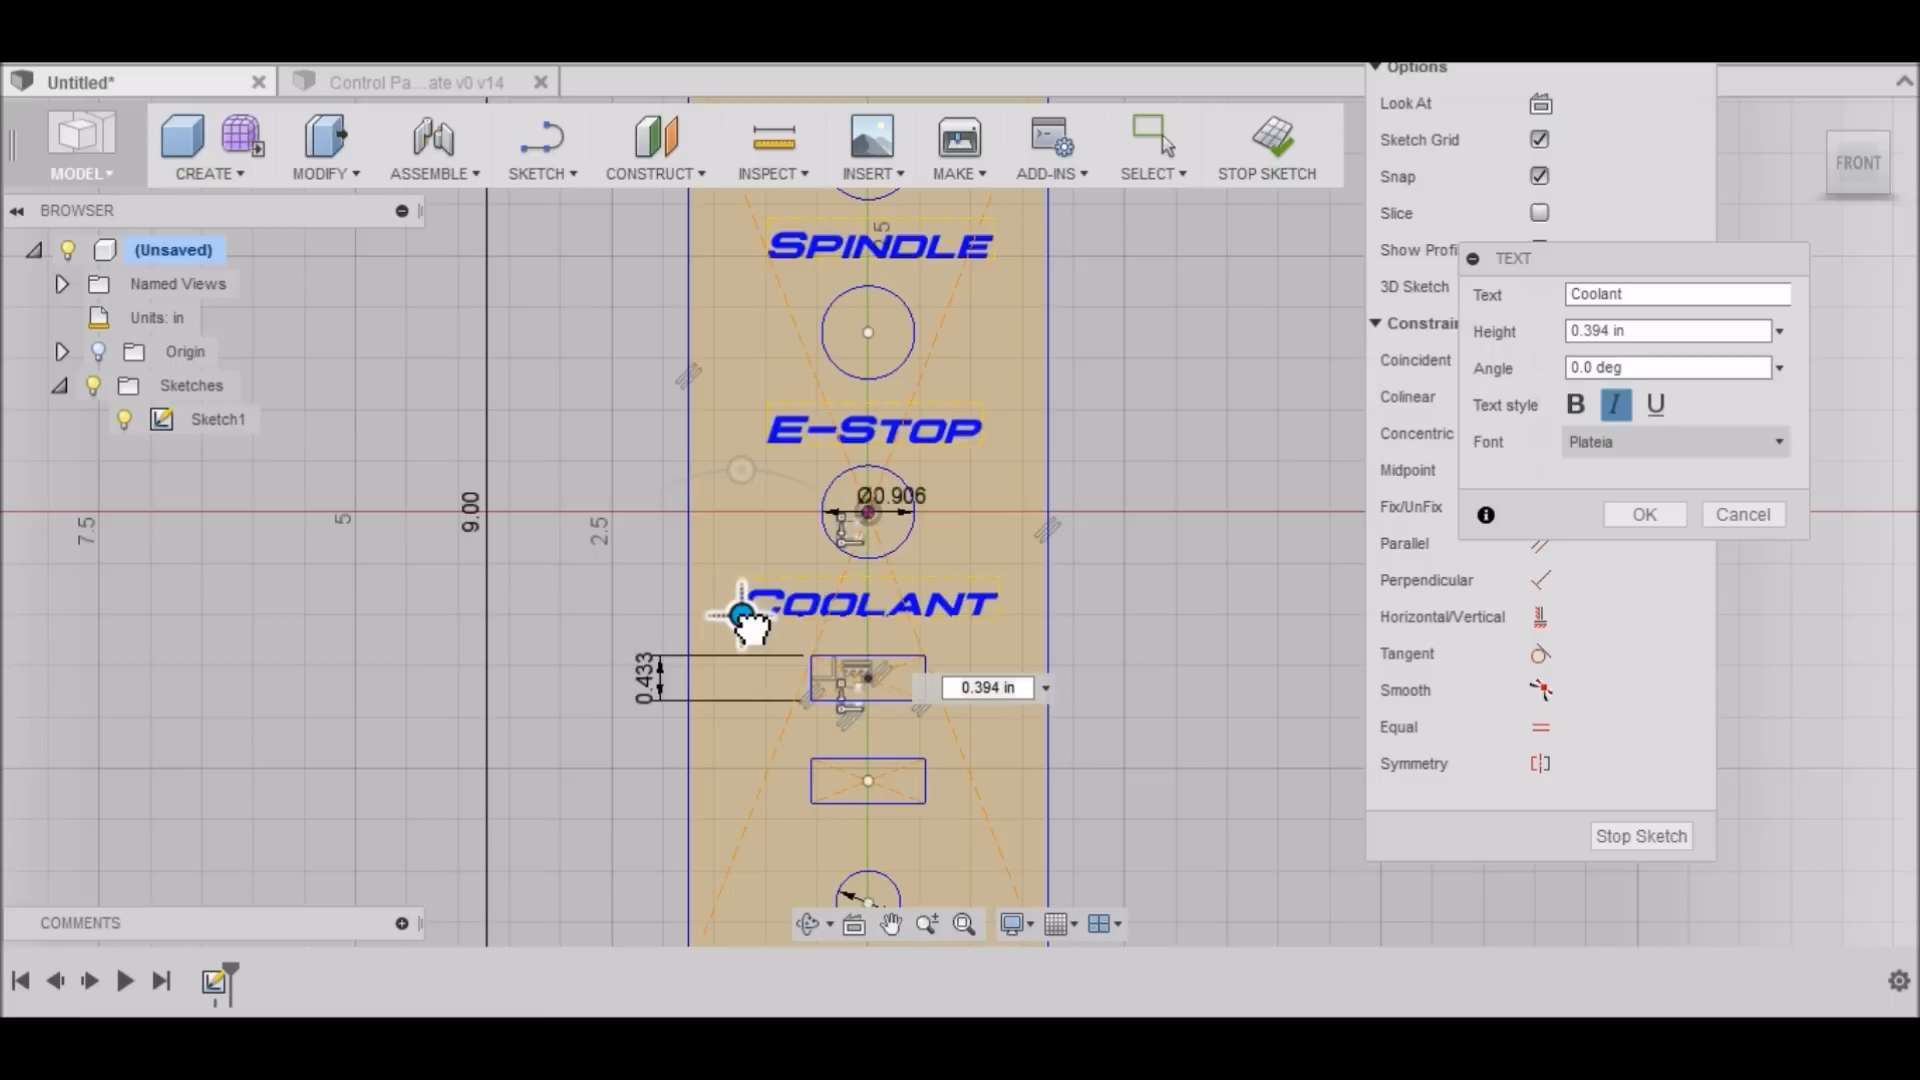 Untitled*
Control Pa....ate v0 v14
MODEL
CREATE
MODIFY
ASSEMBLE
SKETCH
CONSTRUCT
INSPECT
INSERT
MAKE
ADD-INS
SELECT
STOP SKETCH
BROWSER
(Unsaved)
Named Views
Units: in
Origin
Sketches
Sketch1
SPINDLE
E-STOP
Ø0.906
COOLANT
0.433
0.394 in
9.00
7.5
5
2.5
Options
Look At
Sketch Grid
Snap
Slice
Show Profi
3D Sketch
Constrai
Coincident
Colinear
Concentric
Midpoint
Fix/UnFix
Parallel
Perpendicular
Horizontal/Vertical
Tangent
Smooth
Equal
Symmetry
Stop Sketch
TEXT
Text Coolant
Height 0.394 in
Angle 0.0 deg
Text style B I U
Font Plateia
OK Cancel
FRONT
COMMENTS